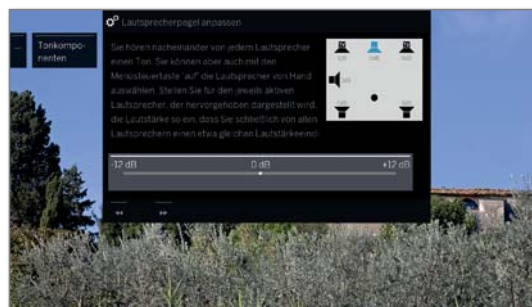 Lautsprecherpegel anpassen
Tonkompo-
nenten
Sie hören nacheinander von jedem Lautsprecher
einen Ton. Sie können aber auch mit den
Menüsteuertaste 'auf' die Lautsprecher von Hand
auswählen. Stellen Sie für den jeweils aktiven
Lautsprecher, der hervorgehoben dargestellt wird,
die Lautstärke so ein, dass Sie schließlich von allen
Lautsprechern einen etwa gleichen Lautstärkeeind-
-12 dB 0 dB +12 dB